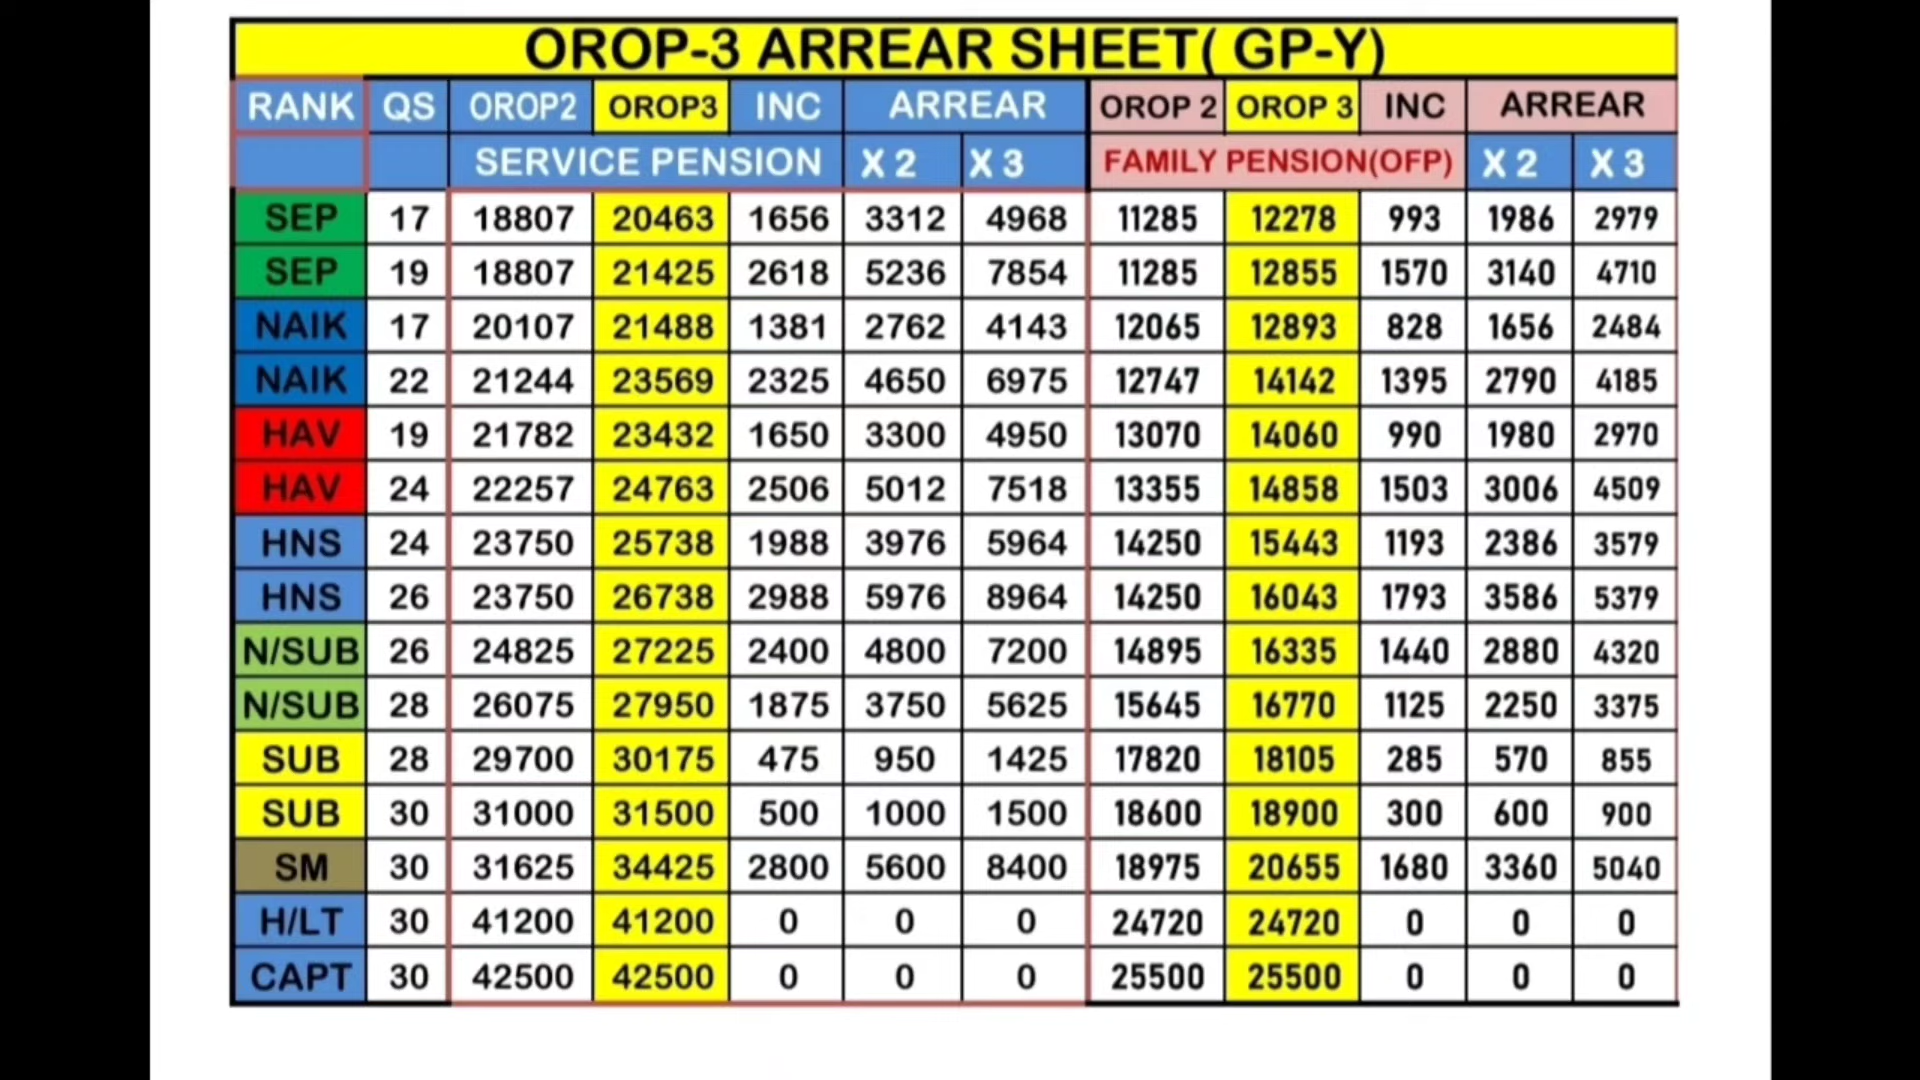 OROP-3 ARREAR SHEET( GP-Y)
RANK QS OROP2 OROP3 INC ARREAR OROP 2 OROP 3 INC ARREAR
SERVICE PENSION X 2 X 3 FAMILY PENSION(OFP) X 2 X 3
SEP 17 18807 20463 1656 3312 4968 11285 12278 993 1986 2979
SEP 19 18807 21425 2618 5236 7854 11285 12855 1570 3140 4710
NAIK 17 20107 21488 1381 2762 4143 12065 12893 828 1656 2484
NAIK 22 21244 23569 2325 4650 6975 12747 14142 1395 2790 4185
HAV 19 21782 23432 1650 3300 4950 13070 14060 990 1980 2970
HAV 24 22257 24763 2506 5012 7518 13355 14858 1503 3006 4509
HNS 24 23750 25738 1988 3976 5964 14250 15443 1193 2386 3579
HNS 26 23750 26738 2988 5976 8964 14250 16043 1793 3586 5379
N/SUB 26 24825 27225 2400 4800 7200 14895 16335 1440 2880 4320
N/SUB 28 26075 27950 1875 3750 5625 15645 16770 1125 2250 3375
SUB 28 29700 30175 475 950 1425 17820 18105 285 570 855
SUB 30 31000 31500 500 1000 1500 18600 18900 300 600 900
SM 30 31625 34425 2800 5600 8400 18975 20655 1680 3360 5040
H/LT 30 41200 41200 0 0 0 24720 24720 0 0 0
CAPT 30 42500 42500 0 0 0 25500 25500 0 0 0